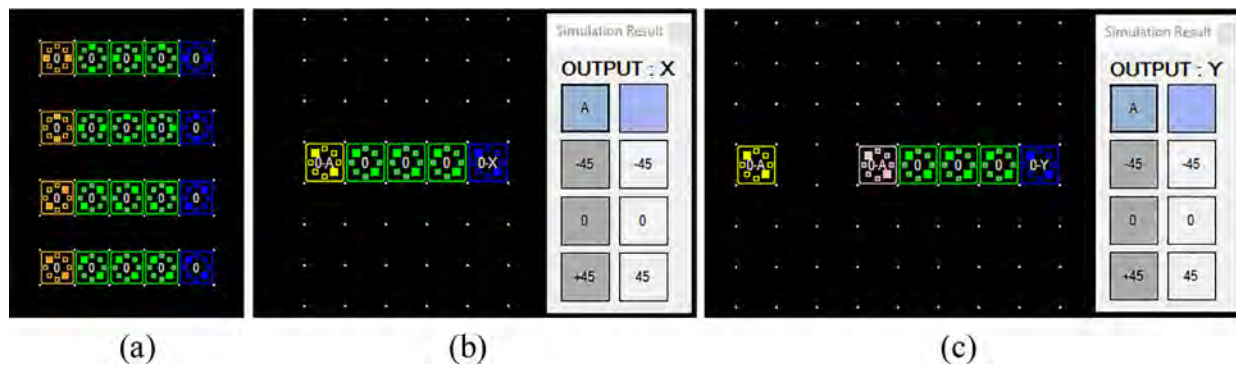 0 0 0 0 0
0 0 0 0 0
0 0 0 0 0
0 0 0 0 0
(a)
0-A 0 0 0 0-X
Simulation Result
OUTPUT : X
A
-45 -45
0 0
+45 45
(b)
0-A 0-A 0 0 0 0-Y
Simulation Result
OUTPUT : Y
A
-45 -45
0 0
+45 45
(c)